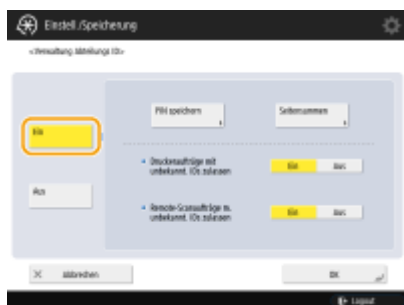 Einstell./Speicherung
<Verwaltung Abteilungs ID>
PIN speichern
Seitensummen
Ein
Druckaufträge mit
unbekannt. IDs zulassen
Ein
Aus
Aus
Remote-Scanaufträge m.
unbekannt. IDs zulassen
Ein
Aus
Abbrechen
OK
Logout